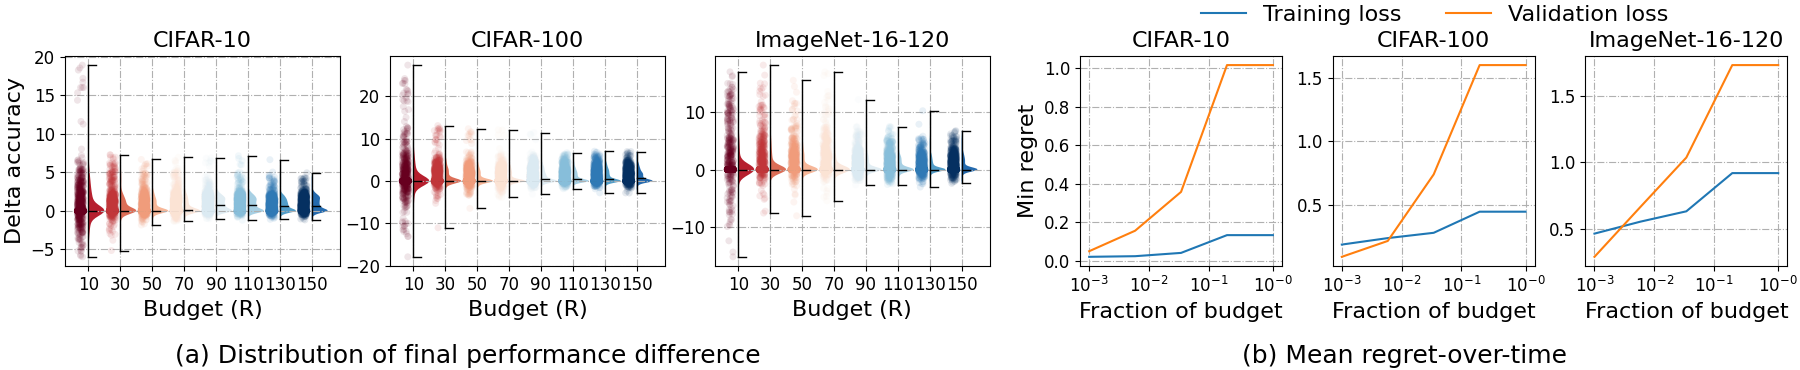 Training loss Validation loss
CIFAR-10 CIFAR-100 ImageNet-16-120 CIFAR-10 CIFAR-100 ImageNet-16-120
Delta accuracy
20
15
10
5
0
−5
20
10
0
−10
−20
10
0
−10
Min regret
1.0
0.8
0.6
0.4
0.2
0.0
1.5
1.0
0.5
1.5
1.0
0.5
10 30 50 70 90 110 130 150
10 30 50 70 90 110 130 150
10 30 50 70 90 110 130 150
10⁻³ 10⁻² 10⁻¹ 10⁻⁰
10⁻³ 10⁻² 10⁻¹ 10⁻⁰
10⁻³ 10⁻² 10⁻¹ 10⁻⁰
Budget (R) Budget (R) Budget (R) Fraction of budget Fraction of budget Fraction of budget
(a) Distribution of final performance difference (b) Mean regret-over-time